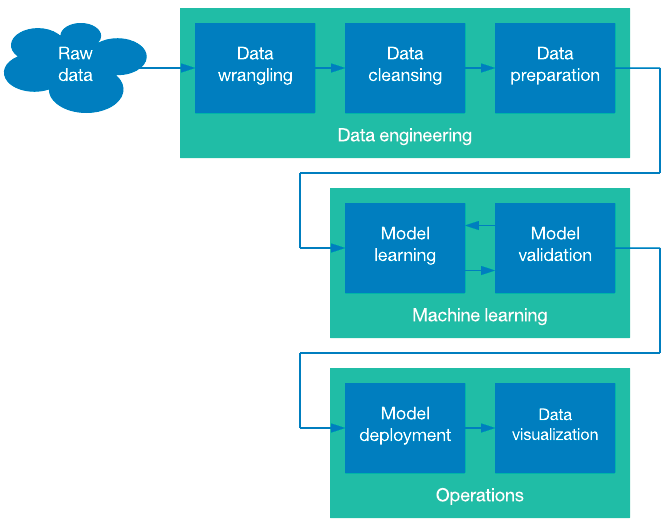 Raw
data
Data
wrangling
Data
cleansing
Data
preparation
Data engineering
Model
learning
Model
validation
Machine learning
Model
deployment
Data
visualization
Operations